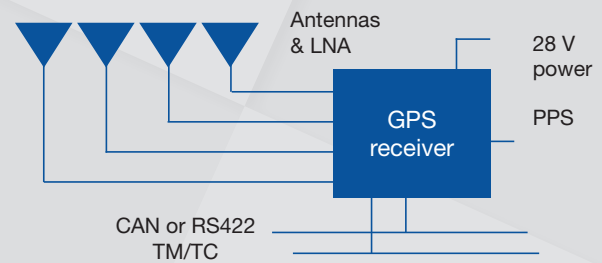 Antennas
& LNA
28 V
power
GPS
receiver
PPS
CAN or RS422
TM/TC